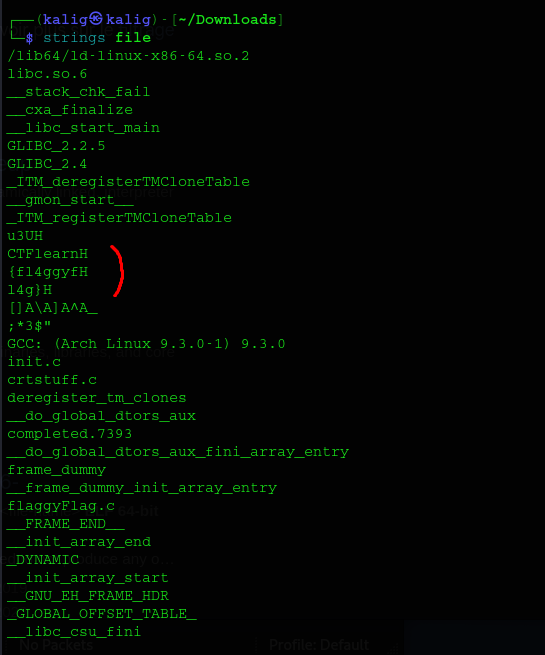 ┌──(kalig㉿kalig)-[~/Downloads]
└─$ strings file
/lib64/ld-linux-x86-64.so.2
libc.so.6
__stack_chk_fail
__cxa_finalize
__libc_start_main
GLIBC_2.2.5
GLIBC_2.4
_ITM_deregisterTMCloneTable
__gmon_start__
_ITM_registerTMCloneTable
u3UH
CTFlearnH
{fl4ggyfH
l4g}H
[]A\A]A^A_
;*3$"
GCC: (Arch Linux 9.3.0-1) 9.3.0
init.c
crtstuff.c
deregister_tm_clones
__do_global_dtors_aux
completed.7393
__do_global_dtors_aux_fini_array_entry
frame_dummy
__frame_dummy_init_array_entry
flaggyFlag.c
64-bit
__FRAME_END__
__init_array_end
_DYNAMIC
__init_array_start
__GNU_EH_FRAME_HDR
_GLOBAL_OFFSET_TABLE_
__libc_csu_fini
No Packets
Profile: Default